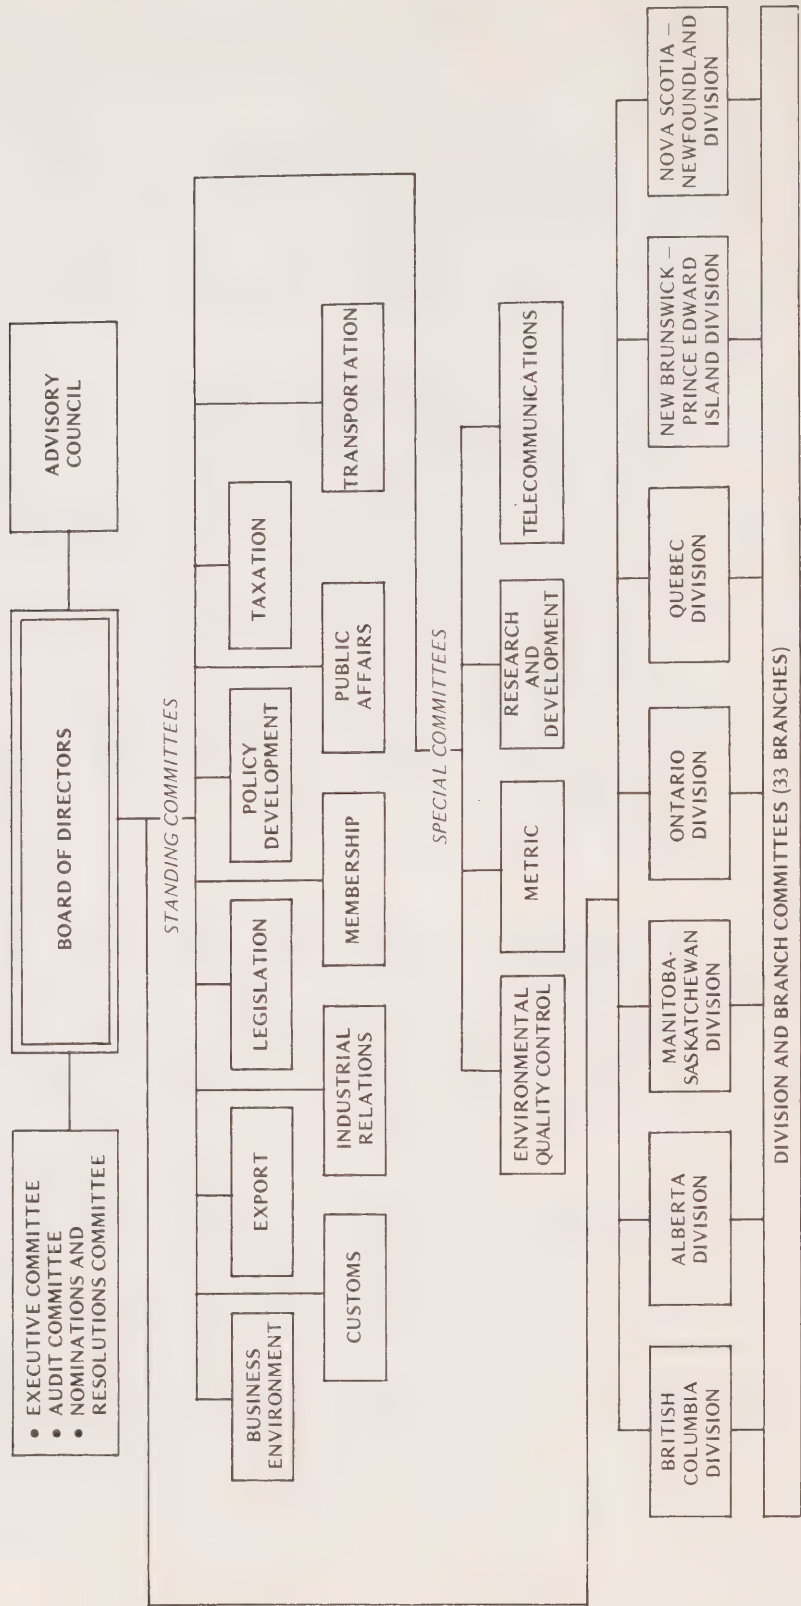 • EXECUTIVE COMMITTEE
• AUDIT COMMITTEE
• NOMINATIONS AND
RESOLUTIONS COMMITTEE
BOARD OF DIRECTORS
ADVISORY
COUNCIL
STANDING COMMITTEES
BUSINESS
ENVIRONMENT
EXPORT
LEGISLATION
POLICY
DEVELOPMENT
TAXATION
CUSTOMS
INDUSTRIAL
RELATIONS
MEMBERSHIP
PUBLIC
AFFAIRS
TRANSPORTATION
SPECIAL COMMITTEES
ENVIRONMENTAL
QUALITY CONTROL
METRIC
RESEARCH
AND
DEVELOPMENT
TELECOMMUNICATIONS
BRITISH
COLUMBIA
DIVISION
ALBERTA
DIVISION
MANITOBA-
SASKATCHEWAN
DIVISION
ONTARIO
DIVISION
QUEBEC
DIVISION
NEW BRUNSWICK –
PRINCE EDWARD
ISLAND DIVISION
NOVA SCOTIA –
NEWFOUNDLAND
DIVISION
DIVISION AND BRANCH COMMITTEES (33 BRANCHES)